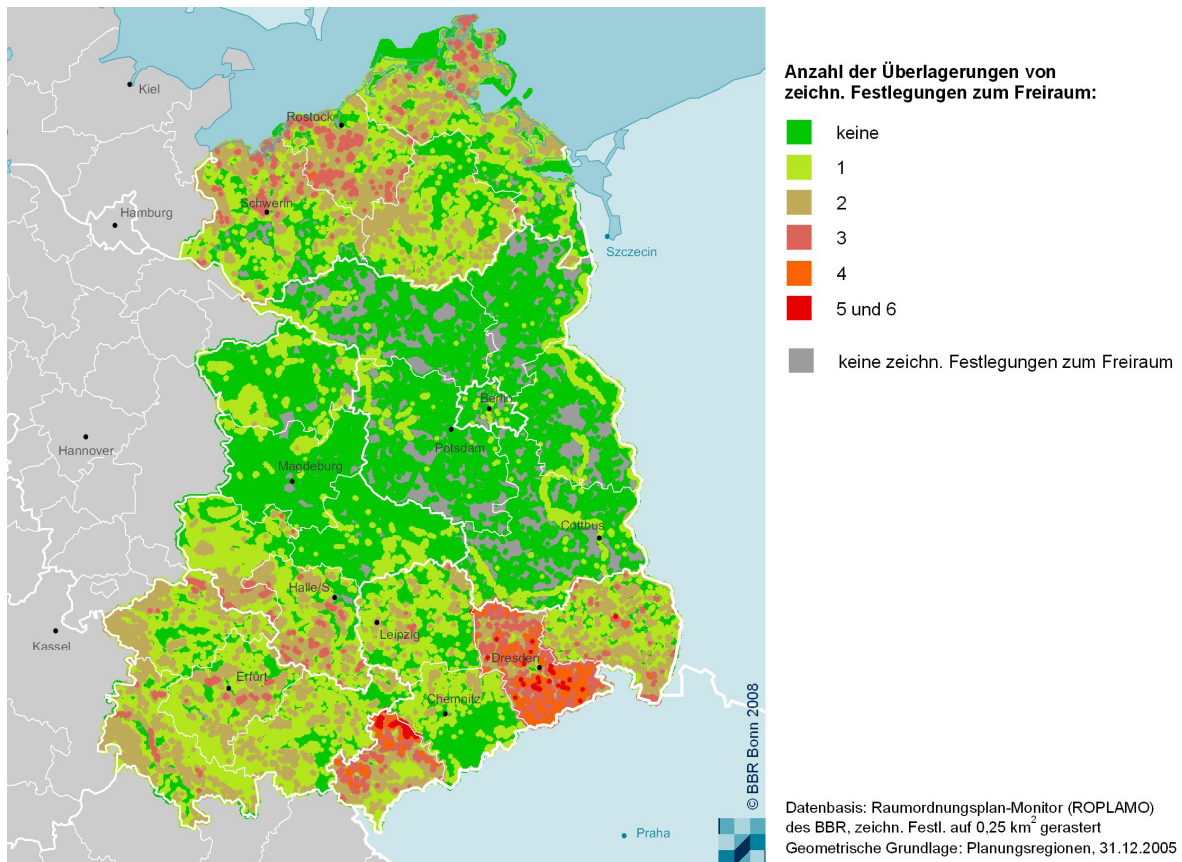 Anzahl der Überlagerungen von
zeichn. Festlegungen zum Freiraum:
keine
1
2
3
4
5 und 6
keine zeichn. Festlegungen zum Freiraum
Kiel
Rostock
Hamburg
Schwerin
Szczecin
Berlin
Hannover
Potsdam
Magdeburg
Cottbus
Halle/S.
Kassel
Leipzig
Dresden
Erfurt
Chemnitz
Praha
© BBR Bonn 2008
Datenbasis: Raumordnungsplan-Monitor (ROPLAMO)
des BBR, zeichn. Festl. auf 0,25 km² gerastert
Geometrische Grundlage: Planungsregionen, 31.12.2005